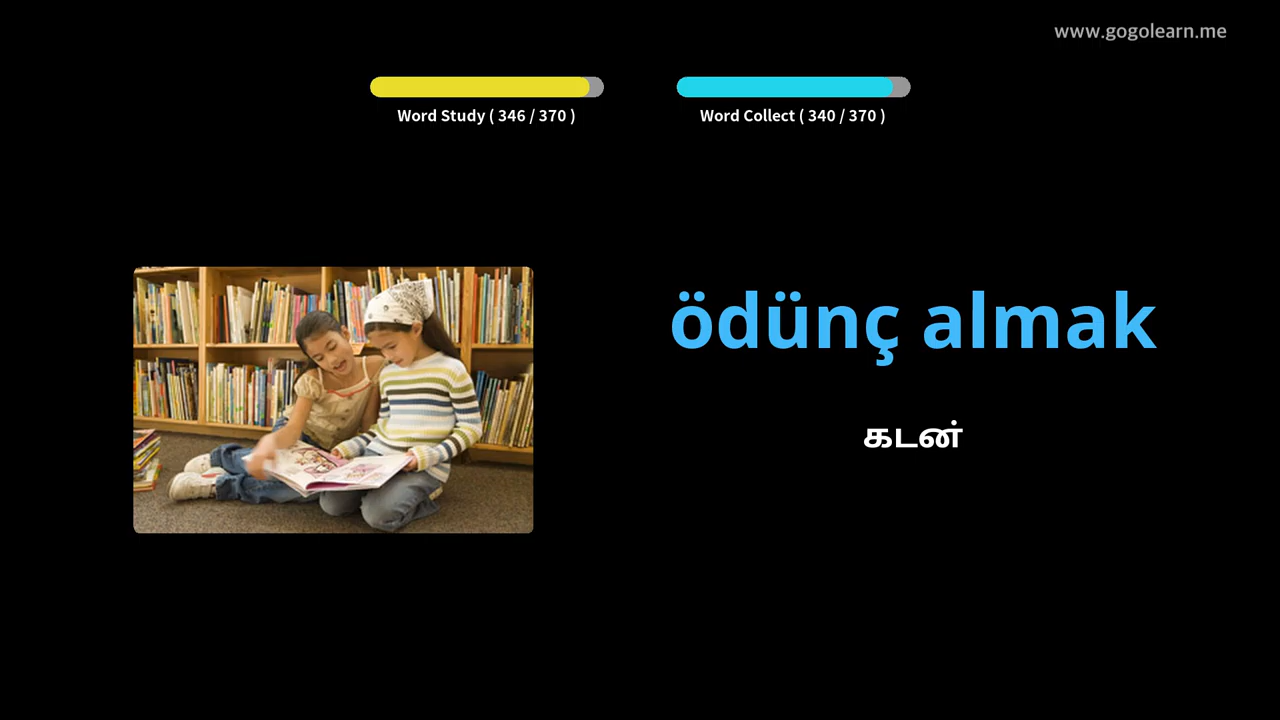 www.gogolearn.me
Word Study ( 346 / 370 )
Word Collect ( 340 / 370 )
ödünç almak
கடன்